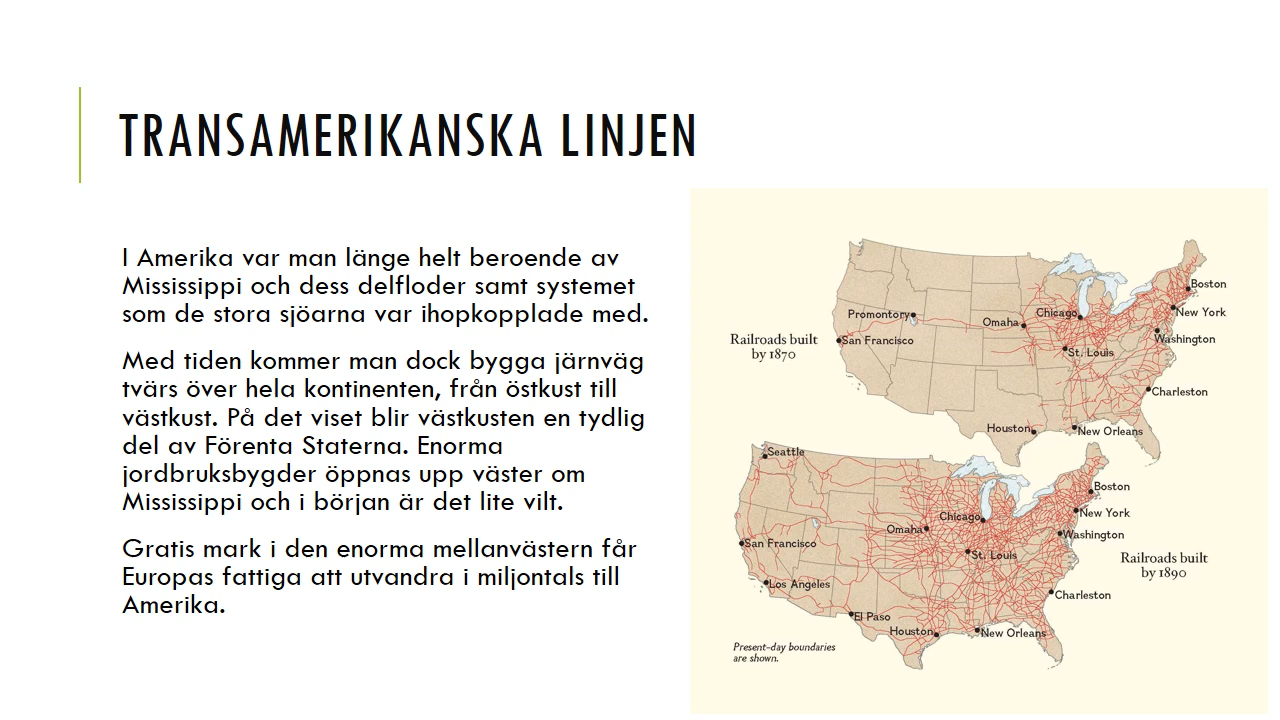 TRANSAMERIKANSKA LINJEN
I Amerika var man länge helt beroende av
Mississippi och dess delfloder samt systemet
som de stora sjöarna var ihopkopplade med.
Med tiden kommer man dock bygga järnväg
tvärs över hela kontinenten, från östkust till
västkust. På det viset blir västkusten en tydlig
del av Förenta Staterna. Enorma
jordbruksbygder öppnas upp väster om
Mississippi och i början är det lite vilt.
Gratis mark i den enorma mellanvästern får
Europas fattiga att utvandra i miljontals till
Amerika.
Railroads built
by 1870
Boston
New York
Promontory
Chicago
Omaha
San Francisco
Washington
St. Louis
Charleston
Houston
New Orleans
Seattle
Boston
New York
Chicago
Omaha
Washington
San Francisco
St. Louis
Railroads built
by 1890
Los Angeles
Charleston
El Paso
Houston
New Orleans
Present-day boundaries
are shown.